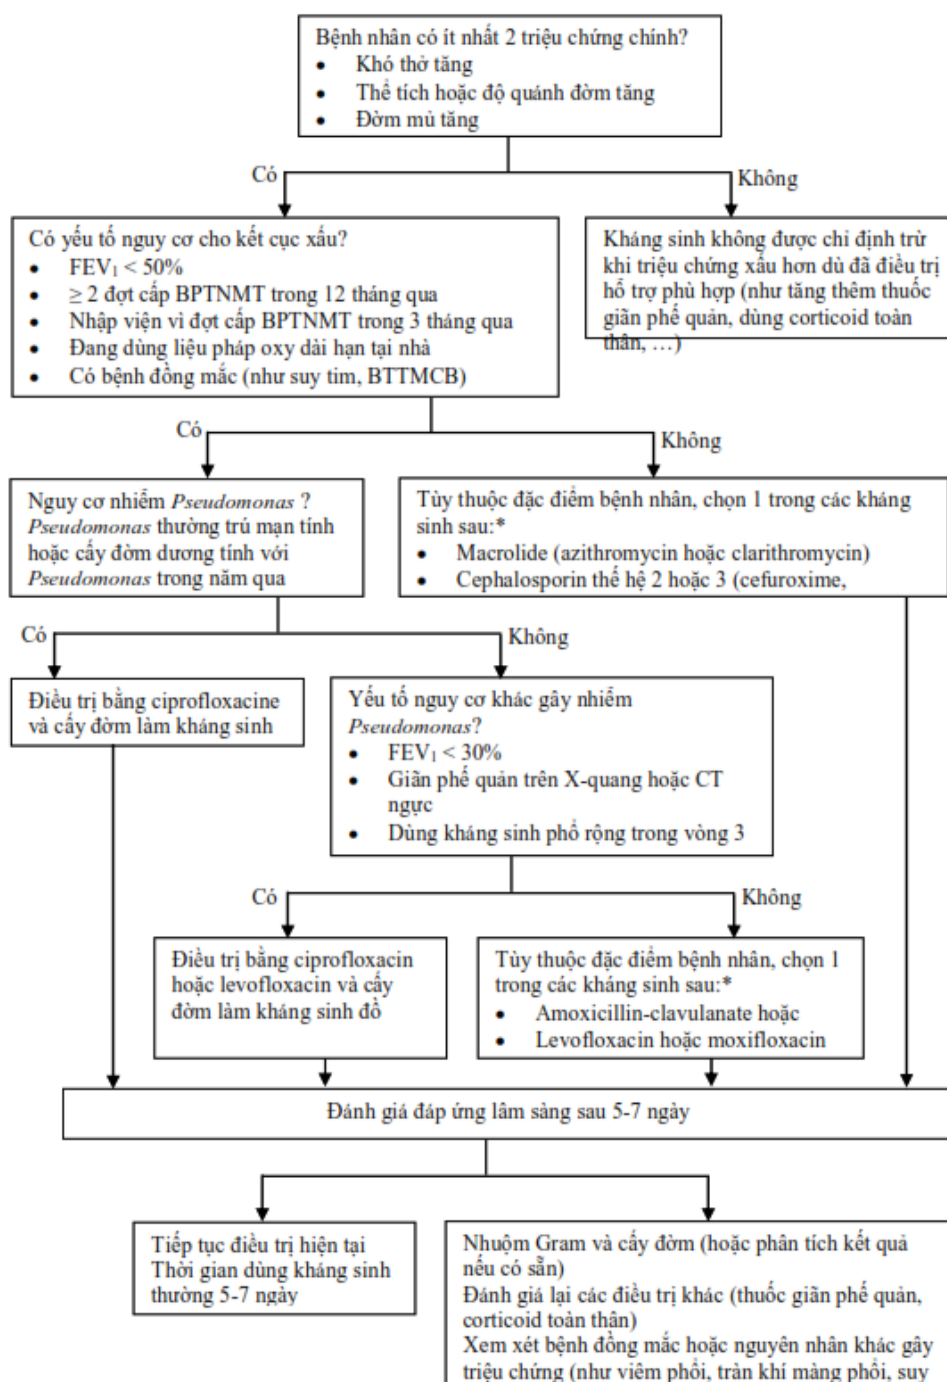 Bệnh nhân có ít nhất 2 triệu chứng chính?
• Khó thở tăng
• Thể tích hoặc độ quánh đờm tăng
• Đờm mủ tăng
Có
Không
Có yếu tố nguy cơ cho kết cục xấu?
• FEV₁ < 50%
• ≥ 2 đợt cấp BPTNMT trong 12 tháng qua
• Nhập viện vì đợt cấp BPTNMT trong 3 tháng qua
• Đang dùng liệu pháp oxy dài hạn tại nhà
• Có bệnh đồng mắc (như suy tim, BTTMCB)
Kháng sinh không được chỉ định trừ
khi triệu chứng xấu hơn dù đã điều trị
hỗ trợ phù hợp (như tăng thêm thuốc
giãn phế quản, dùng corticoid toàn
thân, …)
Có
Không
Nguy cơ nhiễm Pseudomonas ?
Pseudomonas thường trú mạn tính
hoặc cấy đờm dương tính với
Pseudomonas trong năm qua
Tùy thuộc đặc điểm bệnh nhân, chọn 1 trong các kháng
sinh sau:*
• Macrolide (azithromycin hoặc clarithromycin)
• Cephalosporin thế hệ 2 hoặc 3 (cefuroxime,
Có
Không
Điều trị bằng ciprofloxacine
và cấy đờm làm kháng sinh
Yếu tố nguy cơ khác gây nhiễm
Pseudomonas?
• FEV₁ < 30%
• Giãn phế quản trên X-quang hoặc CT
ngực
• Dùng kháng sinh phổ rộng trong vòng 3
Có
Không
Điều trị bằng ciprofloxacin
hoặc levofloxacin và cấy
đờm làm kháng sinh đồ
Tùy thuộc đặc điểm bệnh nhân, chọn 1
trong các kháng sinh sau:*
• Amoxicillin-clavulanate hoặc
• Levofloxacin hoặc moxifloxacin
Đánh giá đáp ứng lâm sàng sau 5-7 ngày
Tiếp tục điều trị hiện tại
Thời gian dùng kháng sinh
thường 5-7 ngày
Nhuộm Gram và cấy đờm (hoặc phân tích kết quả
nếu có sẵn)
Đánh giá lại các điều trị khác (thuốc giãn phế quản,
corticoid toàn thân)
Xem xét bệnh đồng mắc hoặc nguyên nhân khác gây
triệu chứng (như viêm phổi, tràn khí màng phổi, suy